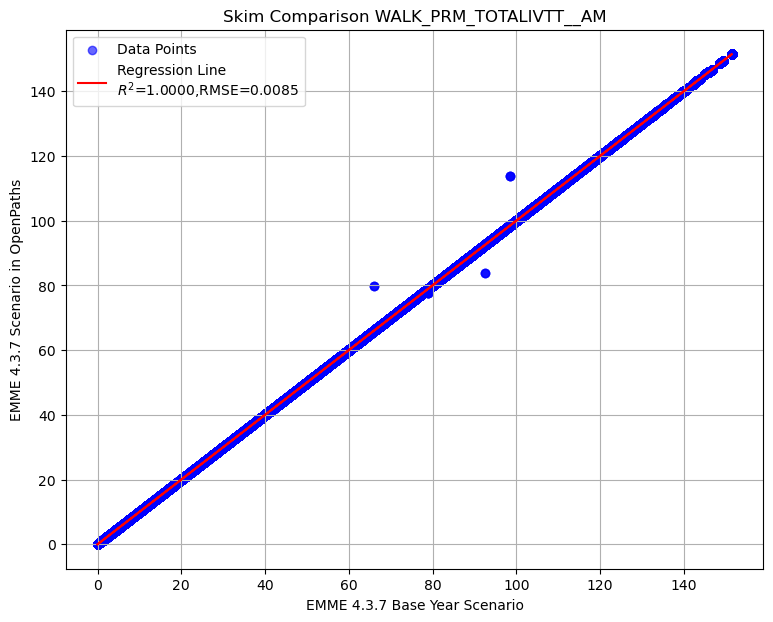 Skim Comparison WALK_PRM_TOTALIVTT__AM
Data Points
Regression Line
R²=1.0000,RMSE=0.0085
140
120
100
80
60
40
20
0
EMME 4.3.7 Scenario in OpenPaths
0 20 40 60 80 100 120 140
EMME 4.3.7 Base Year Scenario